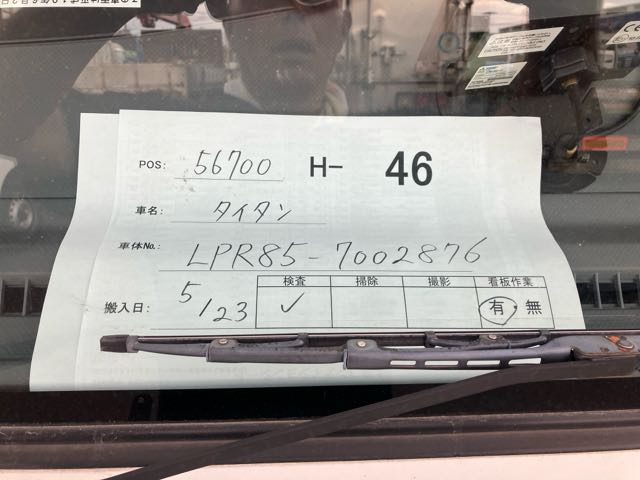 POS: 56700 H- 46
車名: タイタン
車体No.: LPR85-7002876
搬入日: 5/23
検査 掃除 撮影 看板作業
✓ 有・無